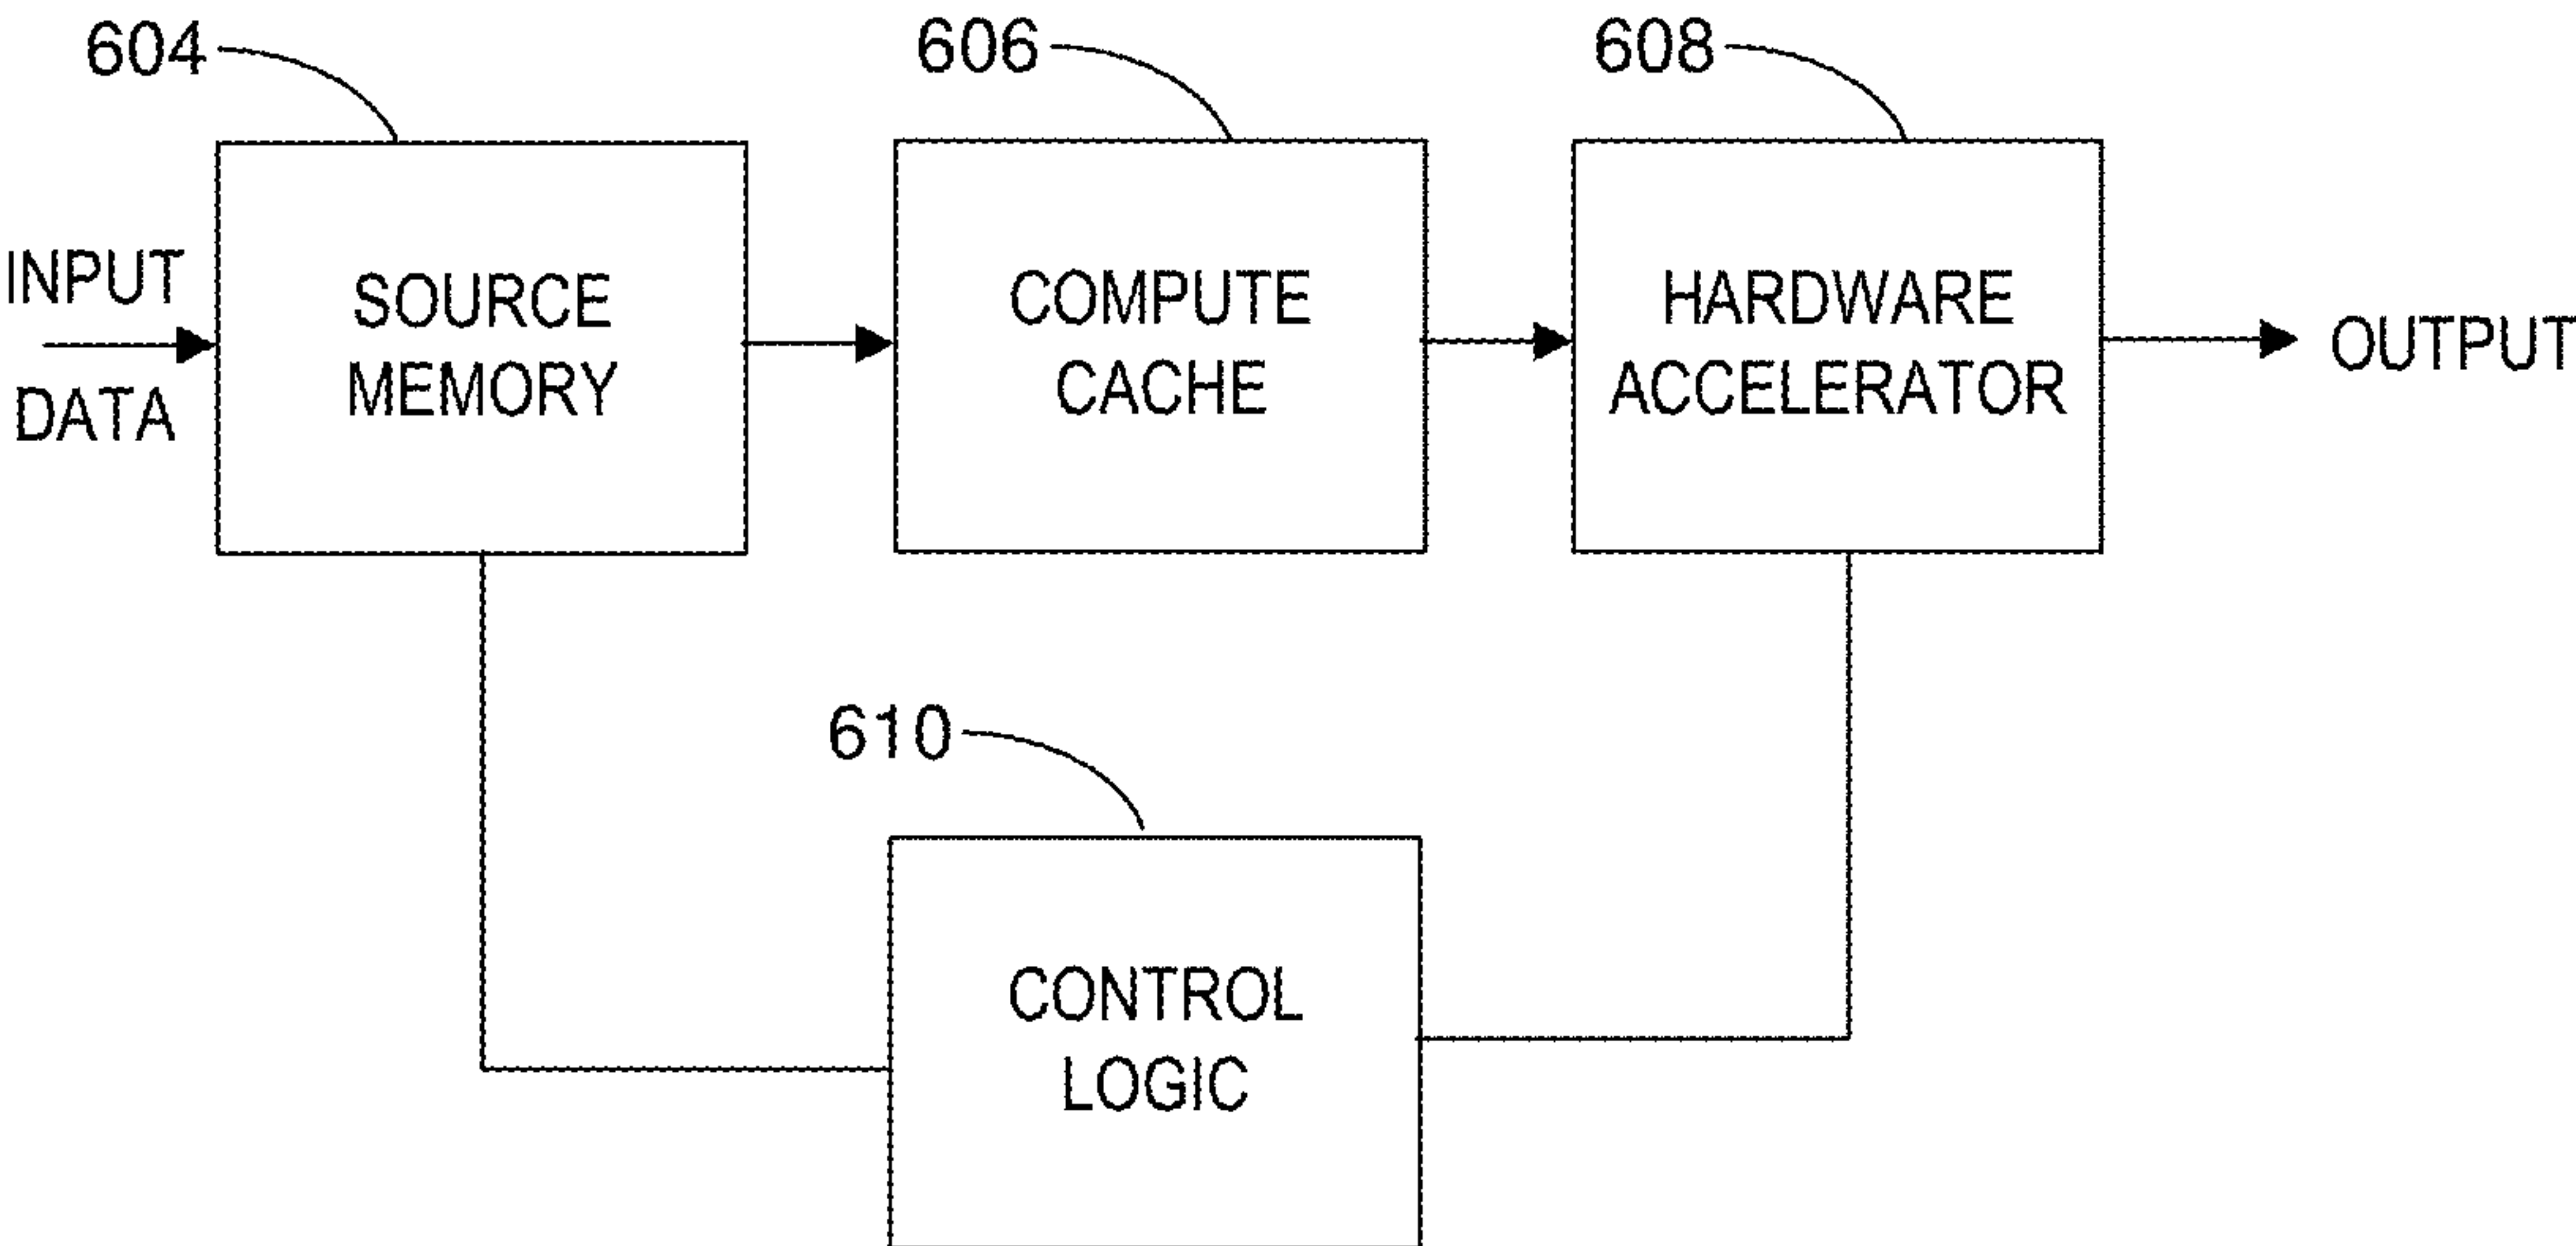 604
606
608
INPUT
DATA
SOURCE
MEMORY
COMPUTE
CACHE
HARDWARE
ACCELERATOR
OUTPUT
610
CONTROL
LOGIC